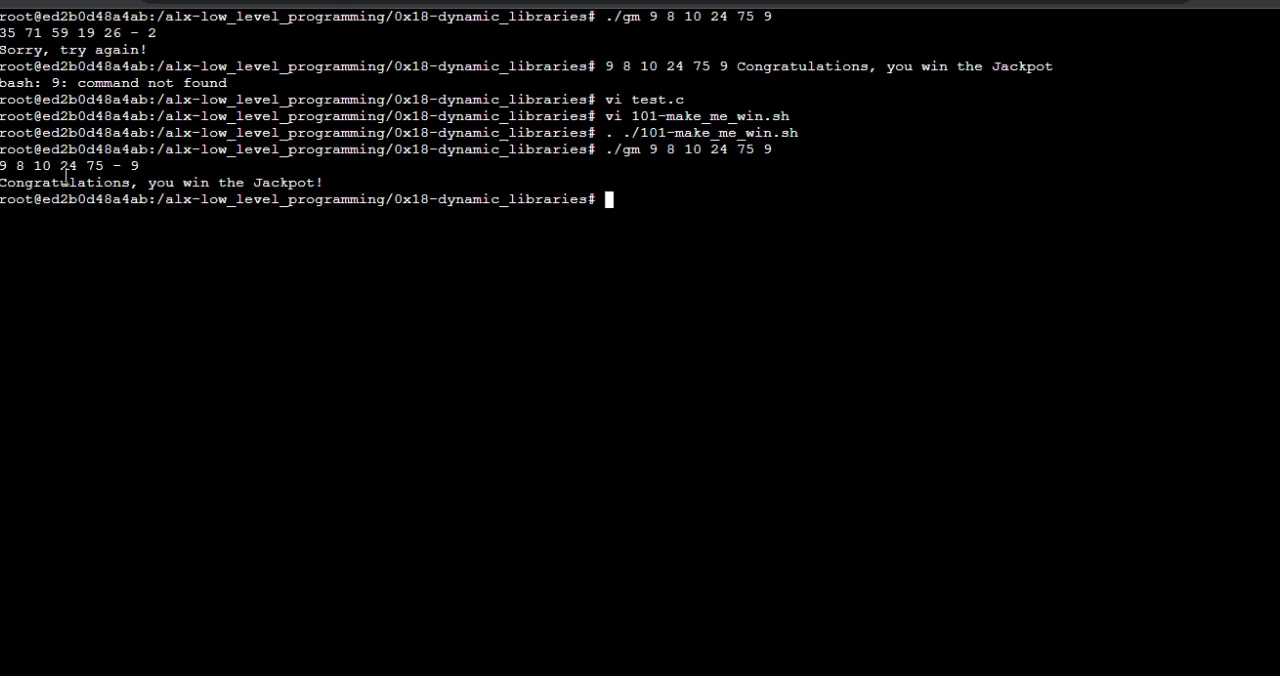 root@ed2b0d48a4ab:/alx-low_level_programming/0x18-dynamic_libraries# ./gm 9 8 10 24 75 9
35 71 59 19 26 - 2
Sorry, try again!
root@ed2b0d48a4ab:/alx-low_level_programming/0x18-dynamic_libraries# 9 8 10 24 75 9 Congratulations, you win the Jackpot
bash: 9: command not found
root@ed2b0d48a4ab:/alx-low_level_programming/0x18-dynamic_libraries# vi test.c
root@ed2b0d48a4ab:/alx-low_level_programming/0x18-dynamic_libraries# vi 101-make_me_win.sh
root@ed2b0d48a4ab:/alx-low_level_programming/0x18-dynamic_libraries# . ./101-make_me_win.sh
root@ed2b0d48a4ab:/alx-low_level_programming/0x18-dynamic_libraries# ./gm 9 8 10 24 75 9
9 8 10 24 75 - 9
Congratulations, you win the Jackpot!
root@ed2b0d48a4ab:/alx-low_level_programming/0x18-dynamic_libraries#